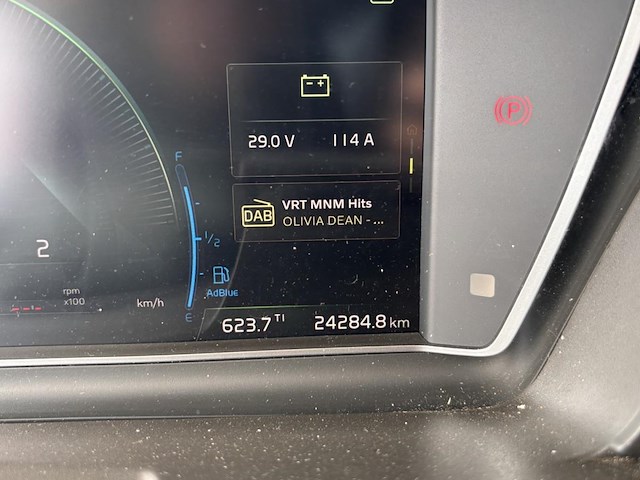 - +
29.0 V 114 A
F
P
DAB
VRT MNM Hits
OLIVIA DEAN - ...
1/2
2
AdBlue
rpm
x100
km/h
E
623.7 TI
24284.8 km